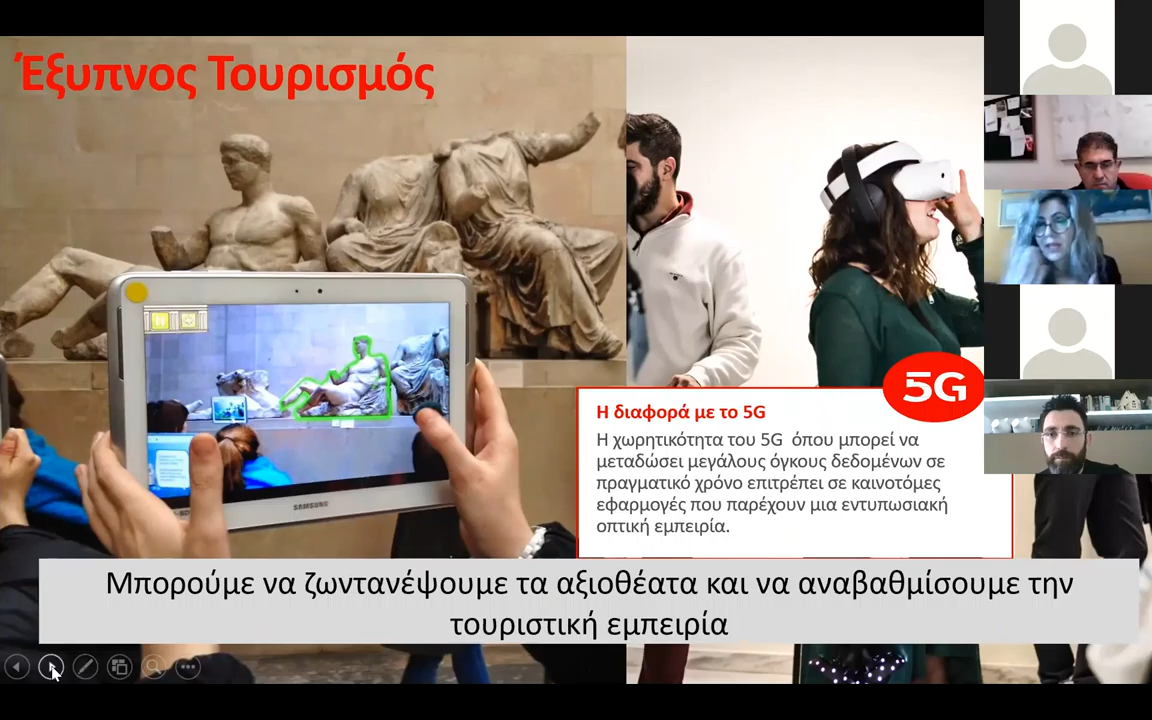 Έξυπνος Τουρισμός
5G
Η διαφορά με το 5G
Η χωρητικότητα του 5G όπου μπορεί να
μεταδώσει μεγάλους όγκους δεδομένων σε
πραγματικό χρόνο επιτρέπει σε καινοτόμες
εφαρμογές που παρέχουν μια εντυπωσιακή
οπτική εμπειρία.
SAMSUNG
Μπορούμε να ζωντανέψουμε τα αξιοθέατα και να αναβαθμίσουμε την
τουριστική εμπειρία